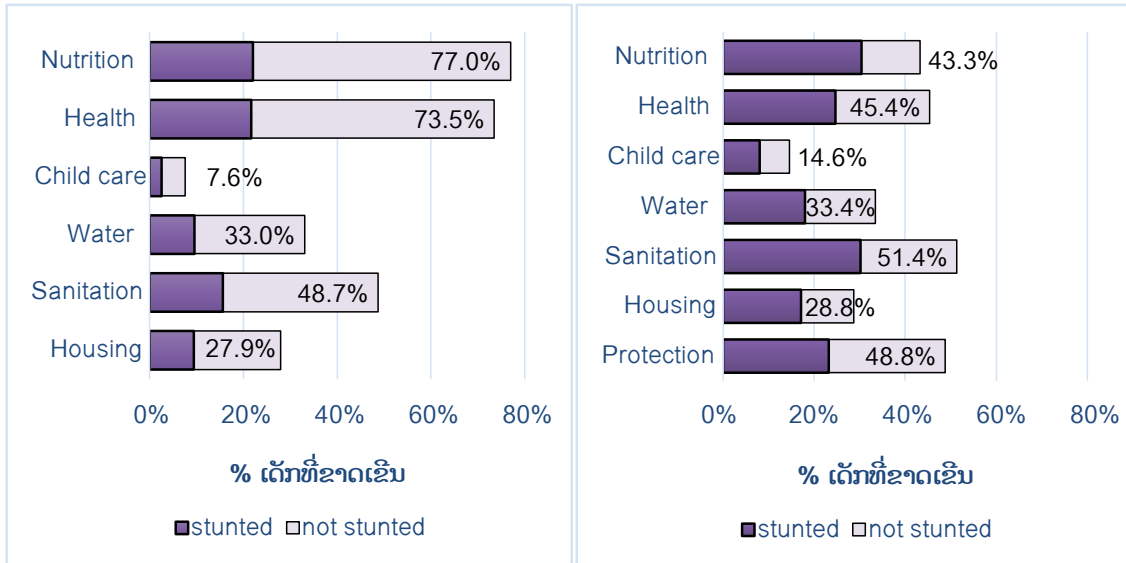 Nutrition 77.0%
Health 73.5%
Child care 7.6%
Water 33.0%
Sanitation 48.7%
Housing 27.9%
0% 20% 40% 60% 80%
% ເດັກທີ່ຂາດເຂີນ
stunted not stunted
Nutrition 43.3%
Health 45.4%
Child care 14.6%
Water 33.4%
Sanitation 51.4%
Housing 28.8%
Protection 48.8%
0% 20% 40% 60% 80%
% ເດັກທີ່ຂາດເຂີນ
stunted not stunted